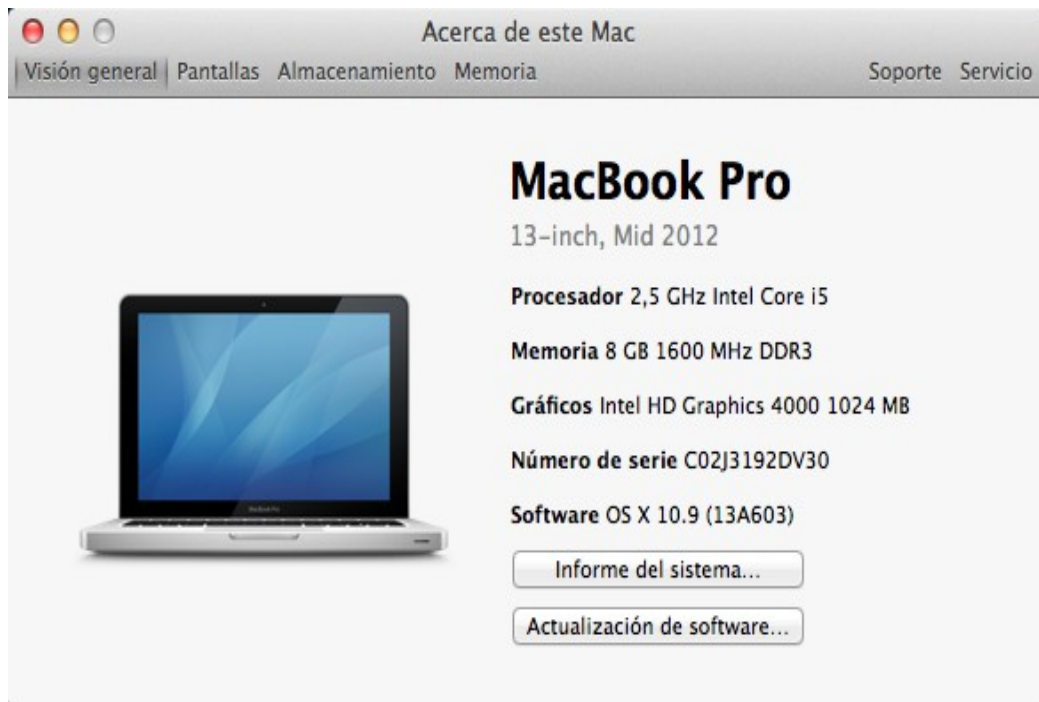 Acerca de este Mac
Visión general Pantallas Almacenamiento Memoria Soporte Servicio
MacBook Pro
13-inch, Mid 2012
Procesador 2,5 GHz Intel Core i5
Memoria 8 GB 1600 MHz DDR3
Gráficos Intel HD Graphics 4000 1024 MB
Número de serie C02J3192DV30
Software OS X 10.9 (13A603)
MacBook Pro
Informe del sistema...
Actualización de software...